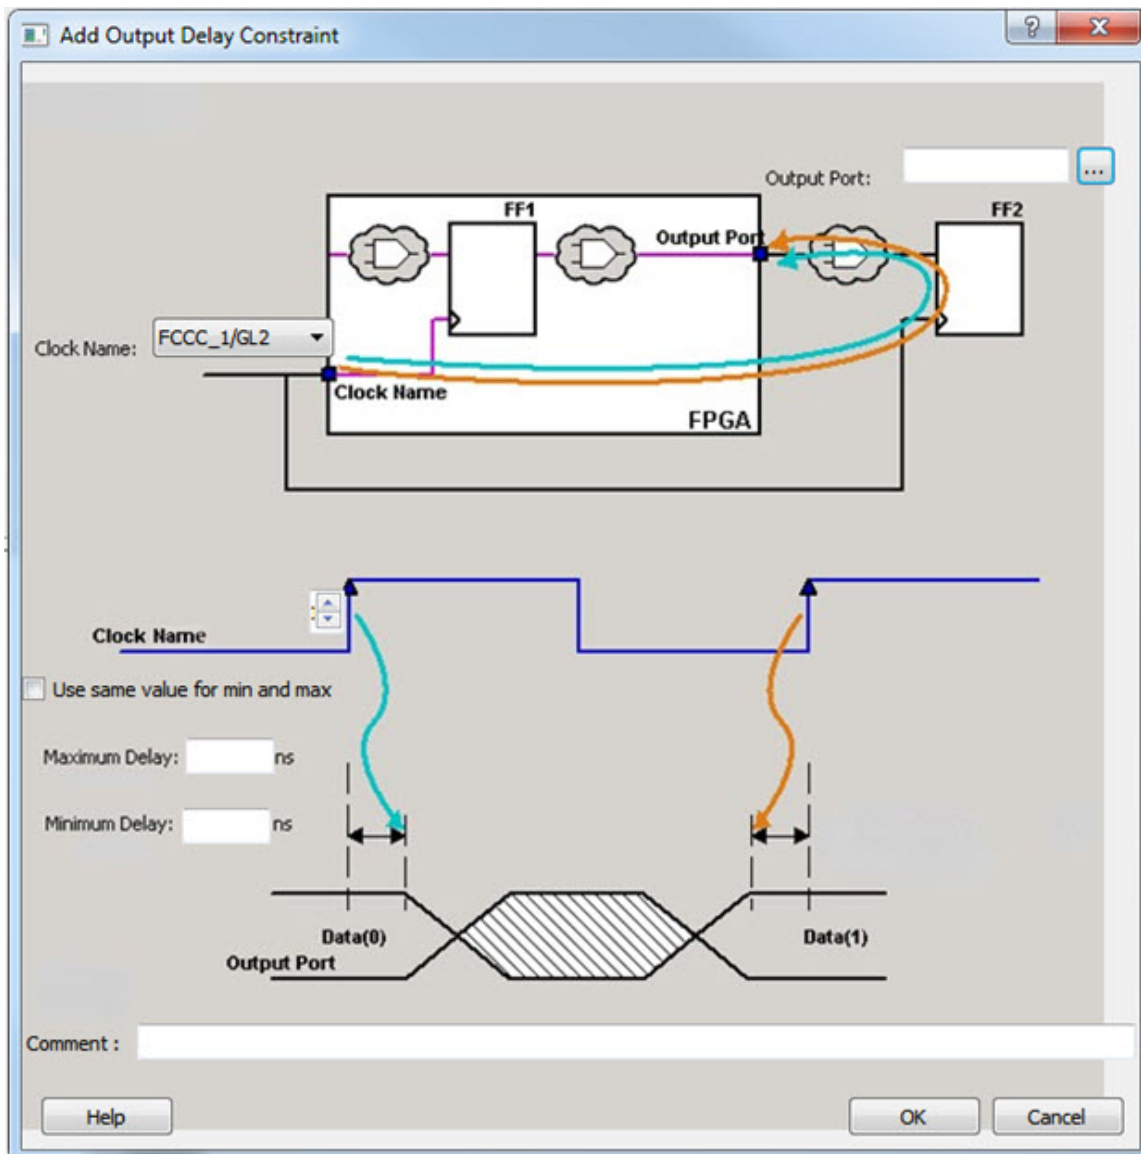 Add Output Delay Constraint
Output Port:
...
FF1
FF2
Output Port
Clock Name:
FCCC_1/GL2
Clock Name
FPGA
Clock Name
Use same value for min and max
Maximum Delay:
ns
Minimum Delay:
ns
Data(0)
Data(1)
Output Port
Comment :
Help
OK
Cancel